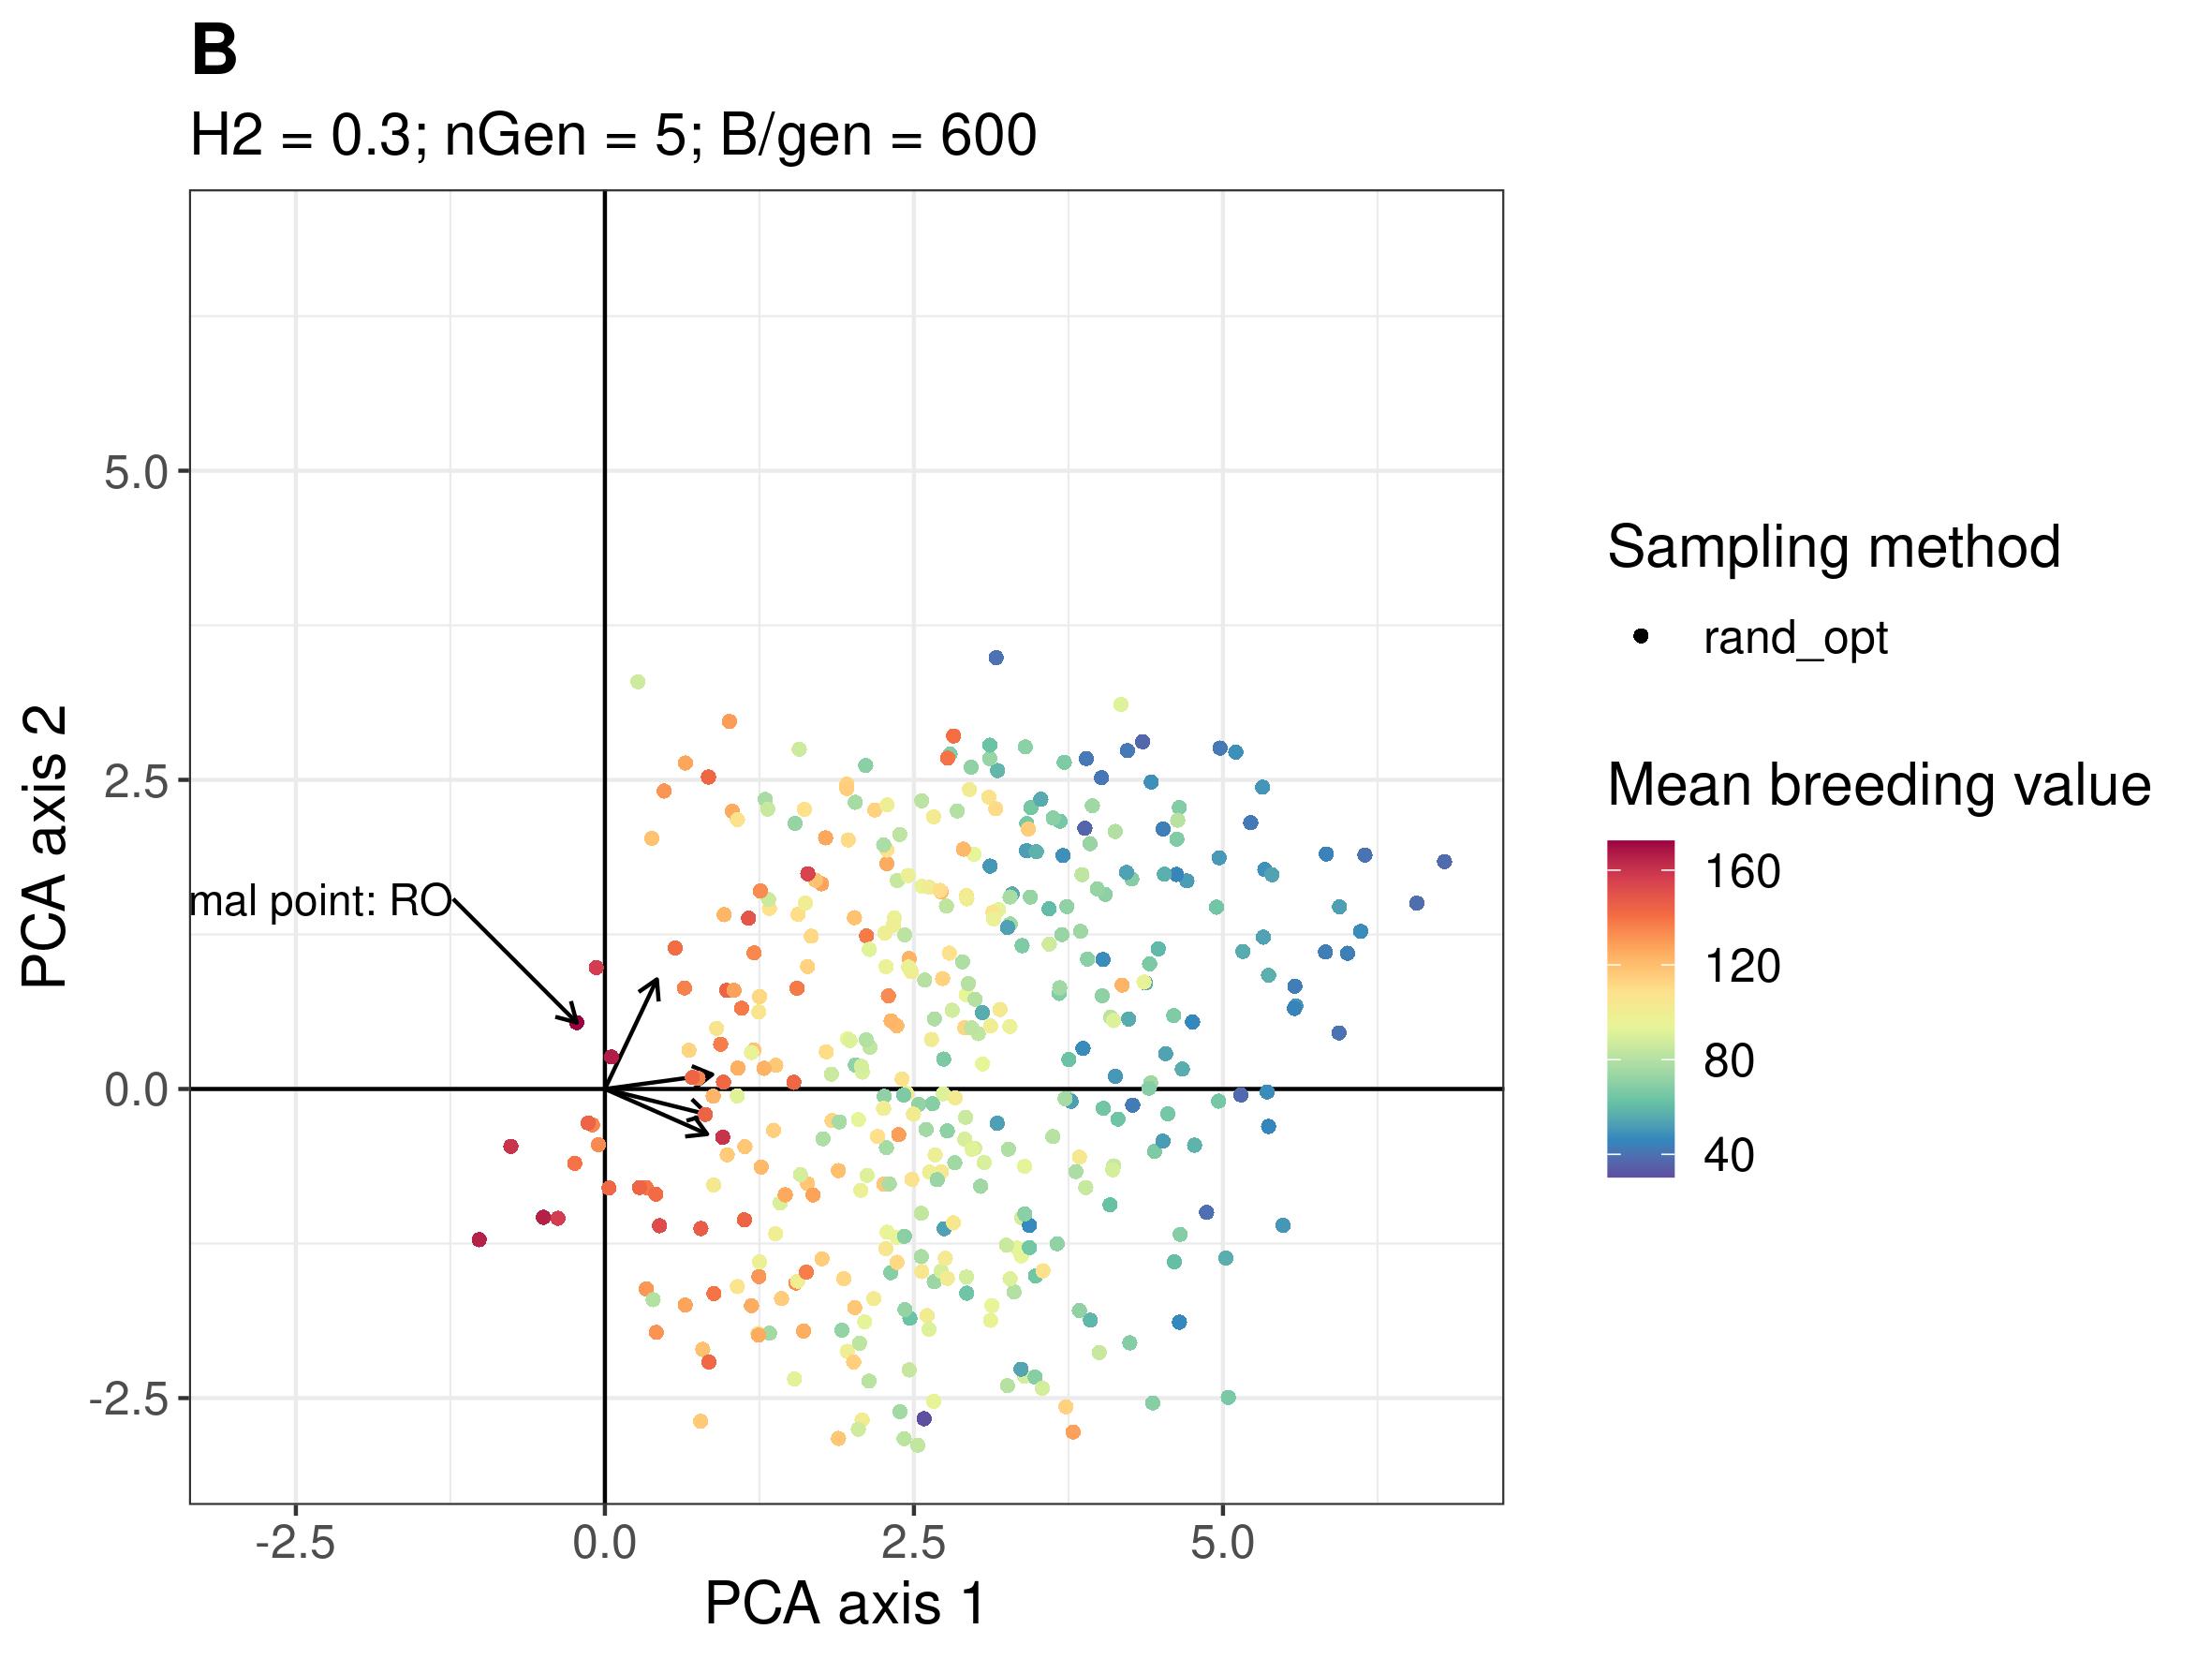 B
H2 = 0.3; nGen = 5; B/gen = 600
PCA axis 2
5.0
2.5
0.0
-2.5
mal point: RO
-2.5
0.0
2.5
5.0
PCA axis 1
Sampling method
rand_opt
Mean breeding value
160
120
80
40